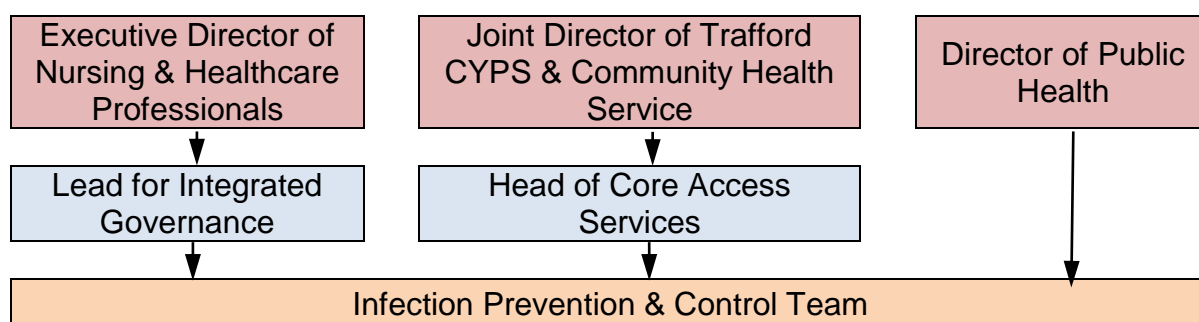 Executive Director of
Nursing & Healthcare
Professionals
Joint Director of Trafford
CYPS & Community Health
Service
Director of Public
Health
Lead for Integrated
Governance
Head of Core Access
Services
Infection Prevention & Control Team